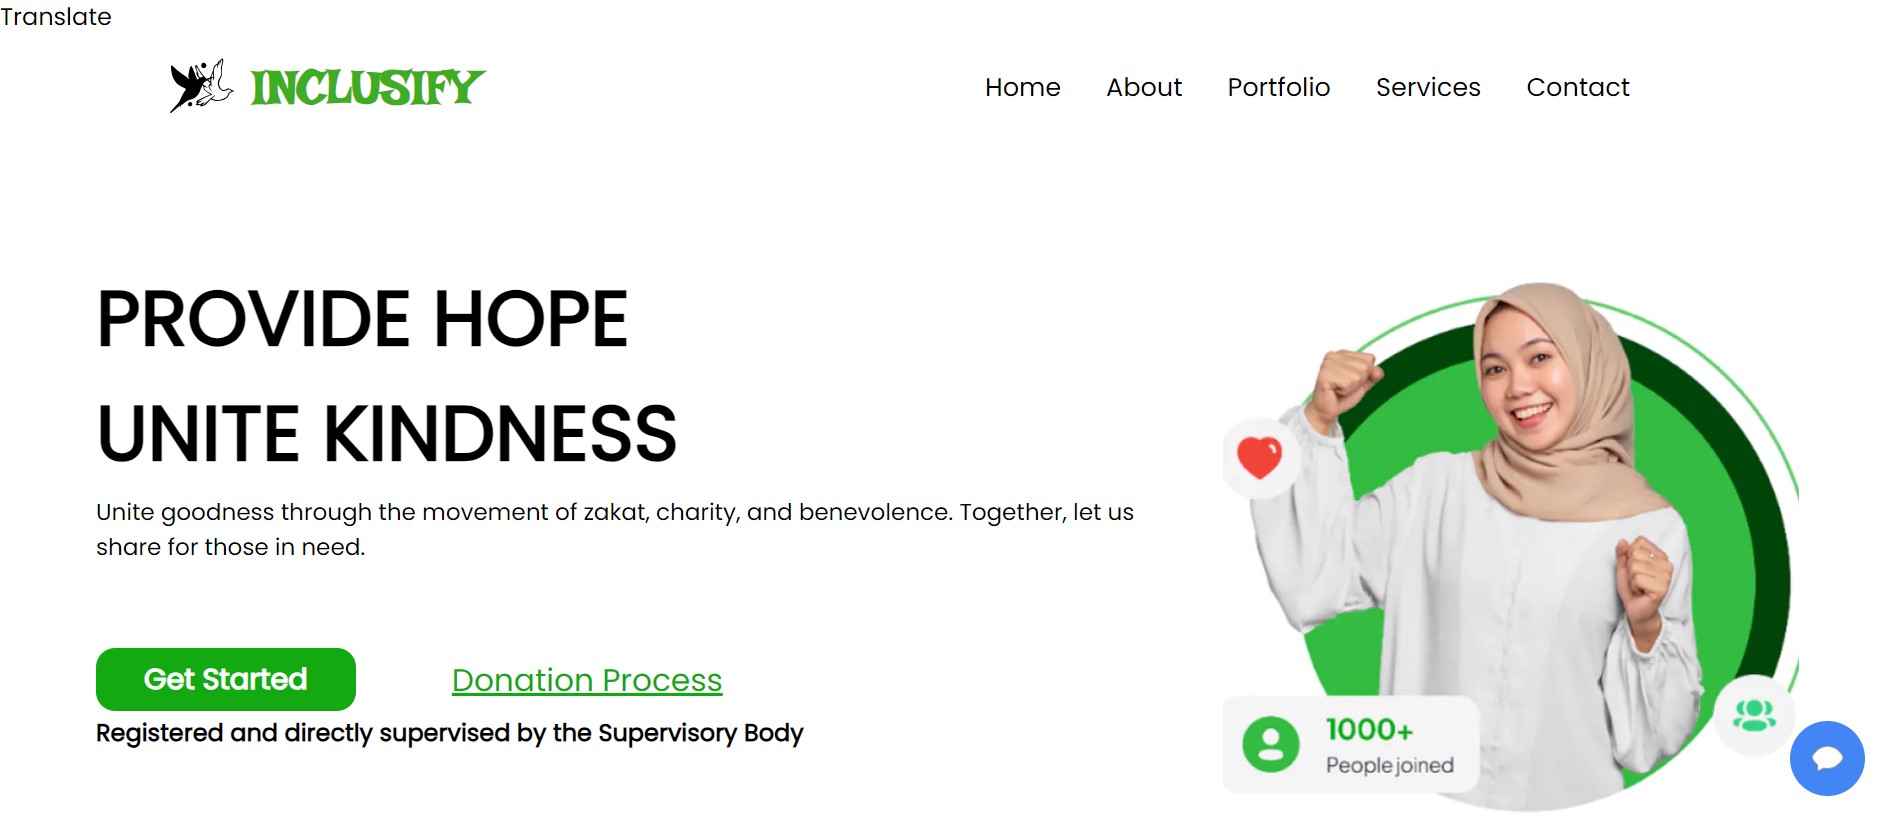 Translate
INCLUSIFY
Home About Portfolio Services Contact
PROVIDE HOPE
UNITE KINDNESS
Unite goodness through the movement of zakat, charity, and benevolence. Together, let us
share for those in need.
Get Started
Donation Process
Registered and directly supervised by the Supervisory Body
1000+
People joined